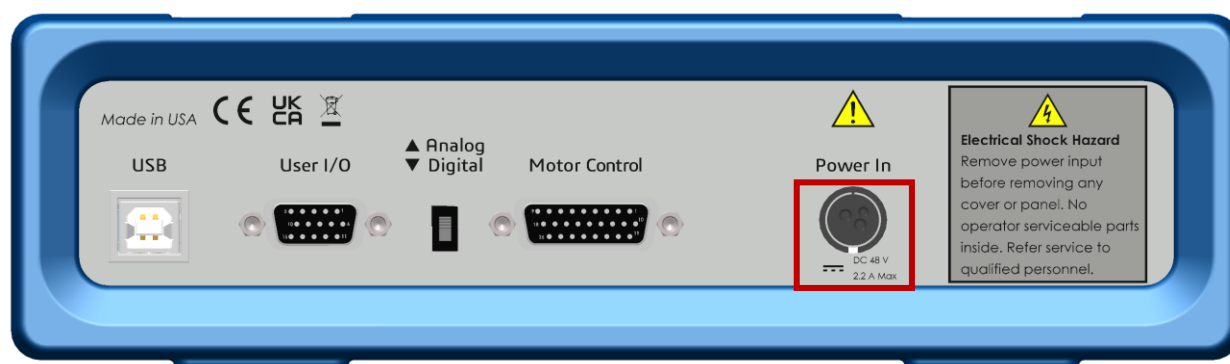 Made in USA CE UK CA
USB
User I/O
▲ Analog
▼ Digital
Motor Control
Power In
DC 48 V
2.2 A Max
Electrical Shock Hazard
Remove power input
before removing any
cover or panel. No
operator serviceable parts
inside. Refer service to
qualified personnel.